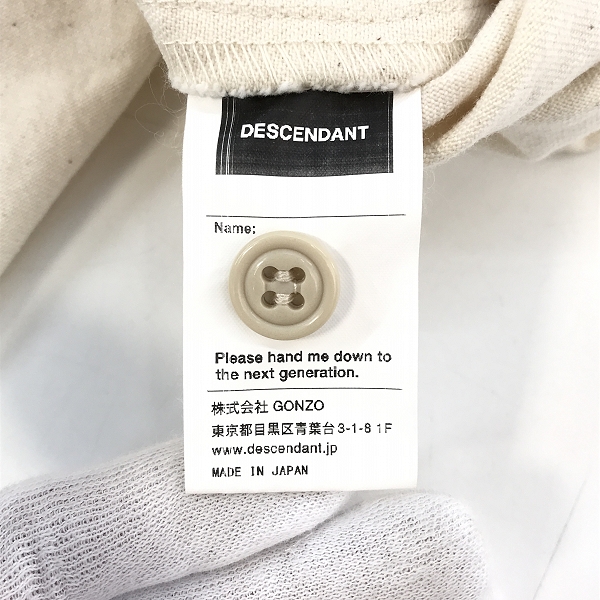 DESCENDANT
Name:
Please hand me down to
the next generation.
株式会社 GONZO
東京都目黒区青葉台3-1-8 1F
www.descendant.jp
MADE IN JAPAN